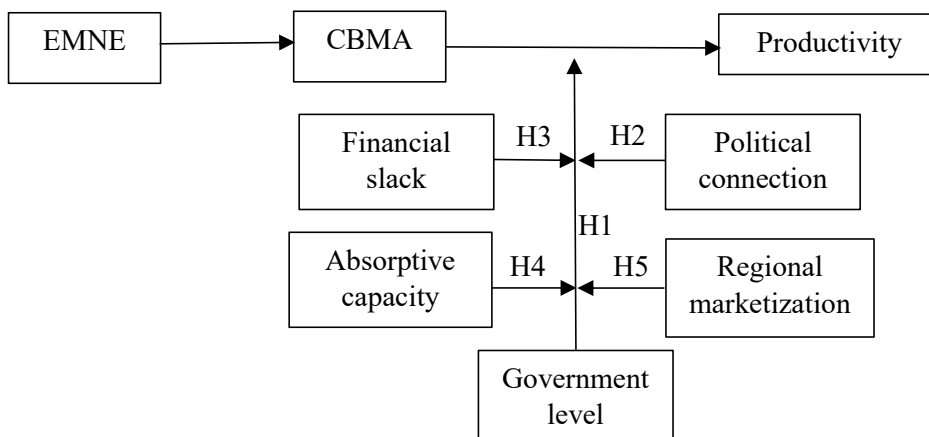 EMNE
CBMA
Productivity
Financial
slack
H3
H2
Political
connection
H1
Absorptive
capacity
H4
H5
Regional
marketization
Government
level